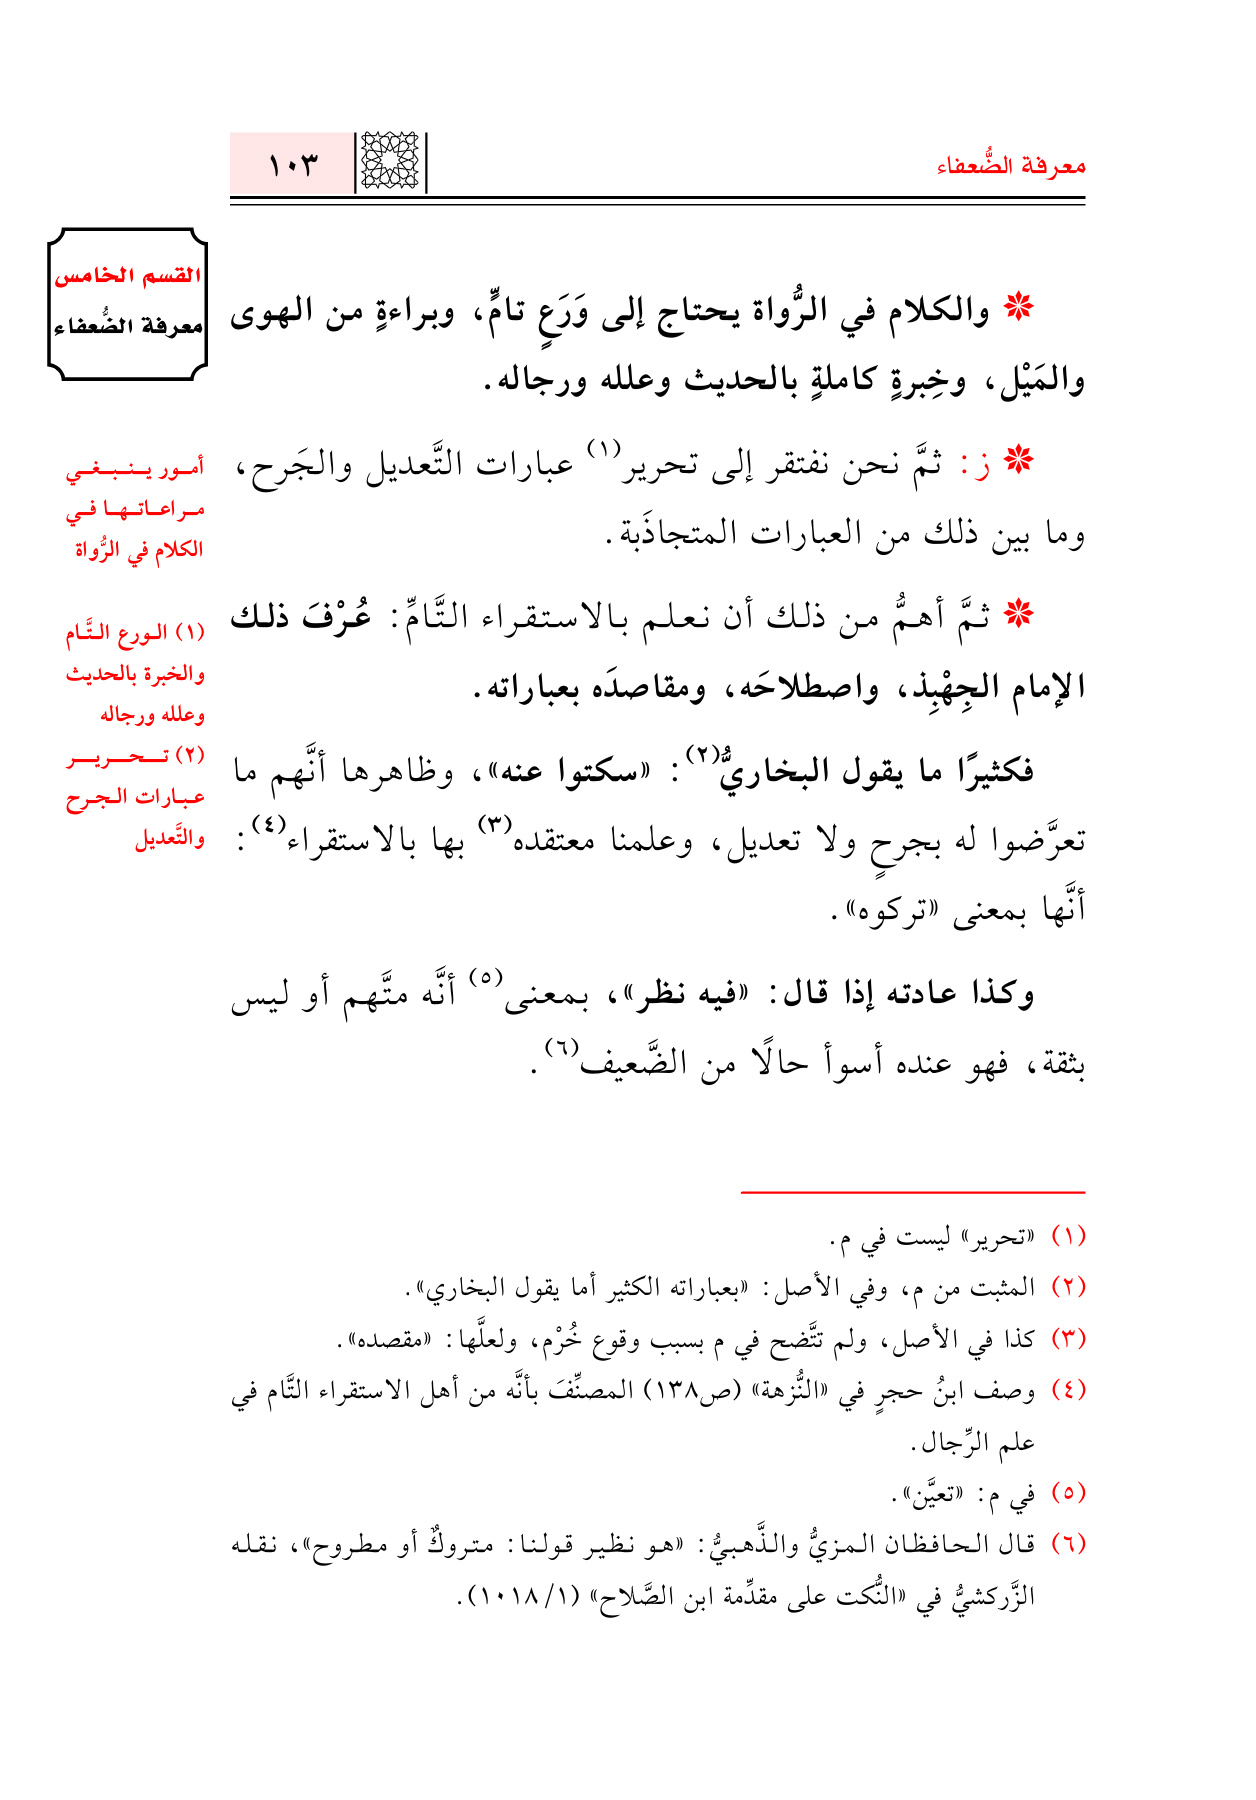 معرفة الضُّعفاء
١٠٣
القسم الخامس
معرفة الضُّعفاء
والكلام في الرُّواة يحتاج إلى وَرَعٍ تامٍّ، وبراءةٍ من الهوى
والمَيْل، وخِبرةٍ كاملةٍ بالحديث وعلله ورجاله.
ز: ثمَّ نحن نفتقر إلى تحرير(١) عبارات التَّعديل والجَرح،
وما بين ذلك من العبارات المتجاذَبة.
ثمَّ أهمُّ من ذلك أن نعلم بالاستقراء التَّامِّ: عُرْفَ ذلك
الإمام الجِهْبِذ، واصطلاحَه، ومقاصدَه بعباراته.
فكثيرًا ما يقول البخاريُّ(٢): «سكتوا عنه»، وظاهرها أنَّهم ما
تعرَّضوا له بجرحٍ ولا تعديل، وعلمنا معتقده(٣) بها بالاستقراء(٤):
أنَّها بمعنى «تركوه».
وكذا عادته إذا قال: «فيه نظر»، بمعنى(٥) أنَّه متَّهم أو ليس
بثقة، فهو عنده أسوأ حالًا من الضَّعيف(٦).
أمور ينبغي
مراعاتها في
الكلام في الرُّواة
(١) الورع التَّام
والخبرة بالحديث
وعلله ورجاله
(٢) تحرير
عبارات الجرح
والتَّعديل
(١) «تحرير» ليست في م.
(٢) المثبت من م، وفي الأصل: «بعباراته الكثير أما يقول البخاري».
(٣) كذا في الأصل، ولم تتَّضح في م بسبب وقوع خُرْم، ولعلَّها: «مقصده».
(٤) وصف ابنُ حجرٍ في «النُّزهة» (ص١٣٨) المصنِّفَ بأنَّه من أهل الاستقراء التَّام في
علم الرِّجال.
(٥) في م: «تعيَّن».
(٦) قال الحافظان المزيُّ والذَّهبيُّ: «هو نظير قولنا: متروكٌ أو مطروح»، نقله
الزَّركشيُّ في «النُّكت على مقدِّمة ابن الصَّلاح» (١/ ١٠١٨).